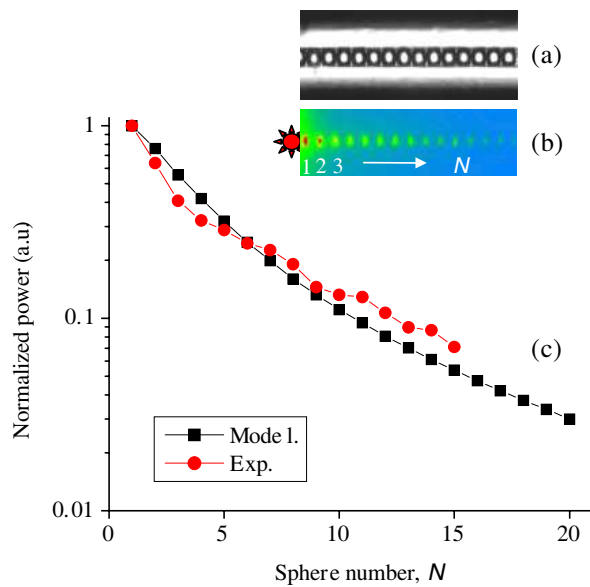 (a)
(b)
1 2 3 N
1
0.1
0.01
Normalized power (a.u)
(c)
Mode l.
Exp.
0 5 10 15 20
Sphere number, N